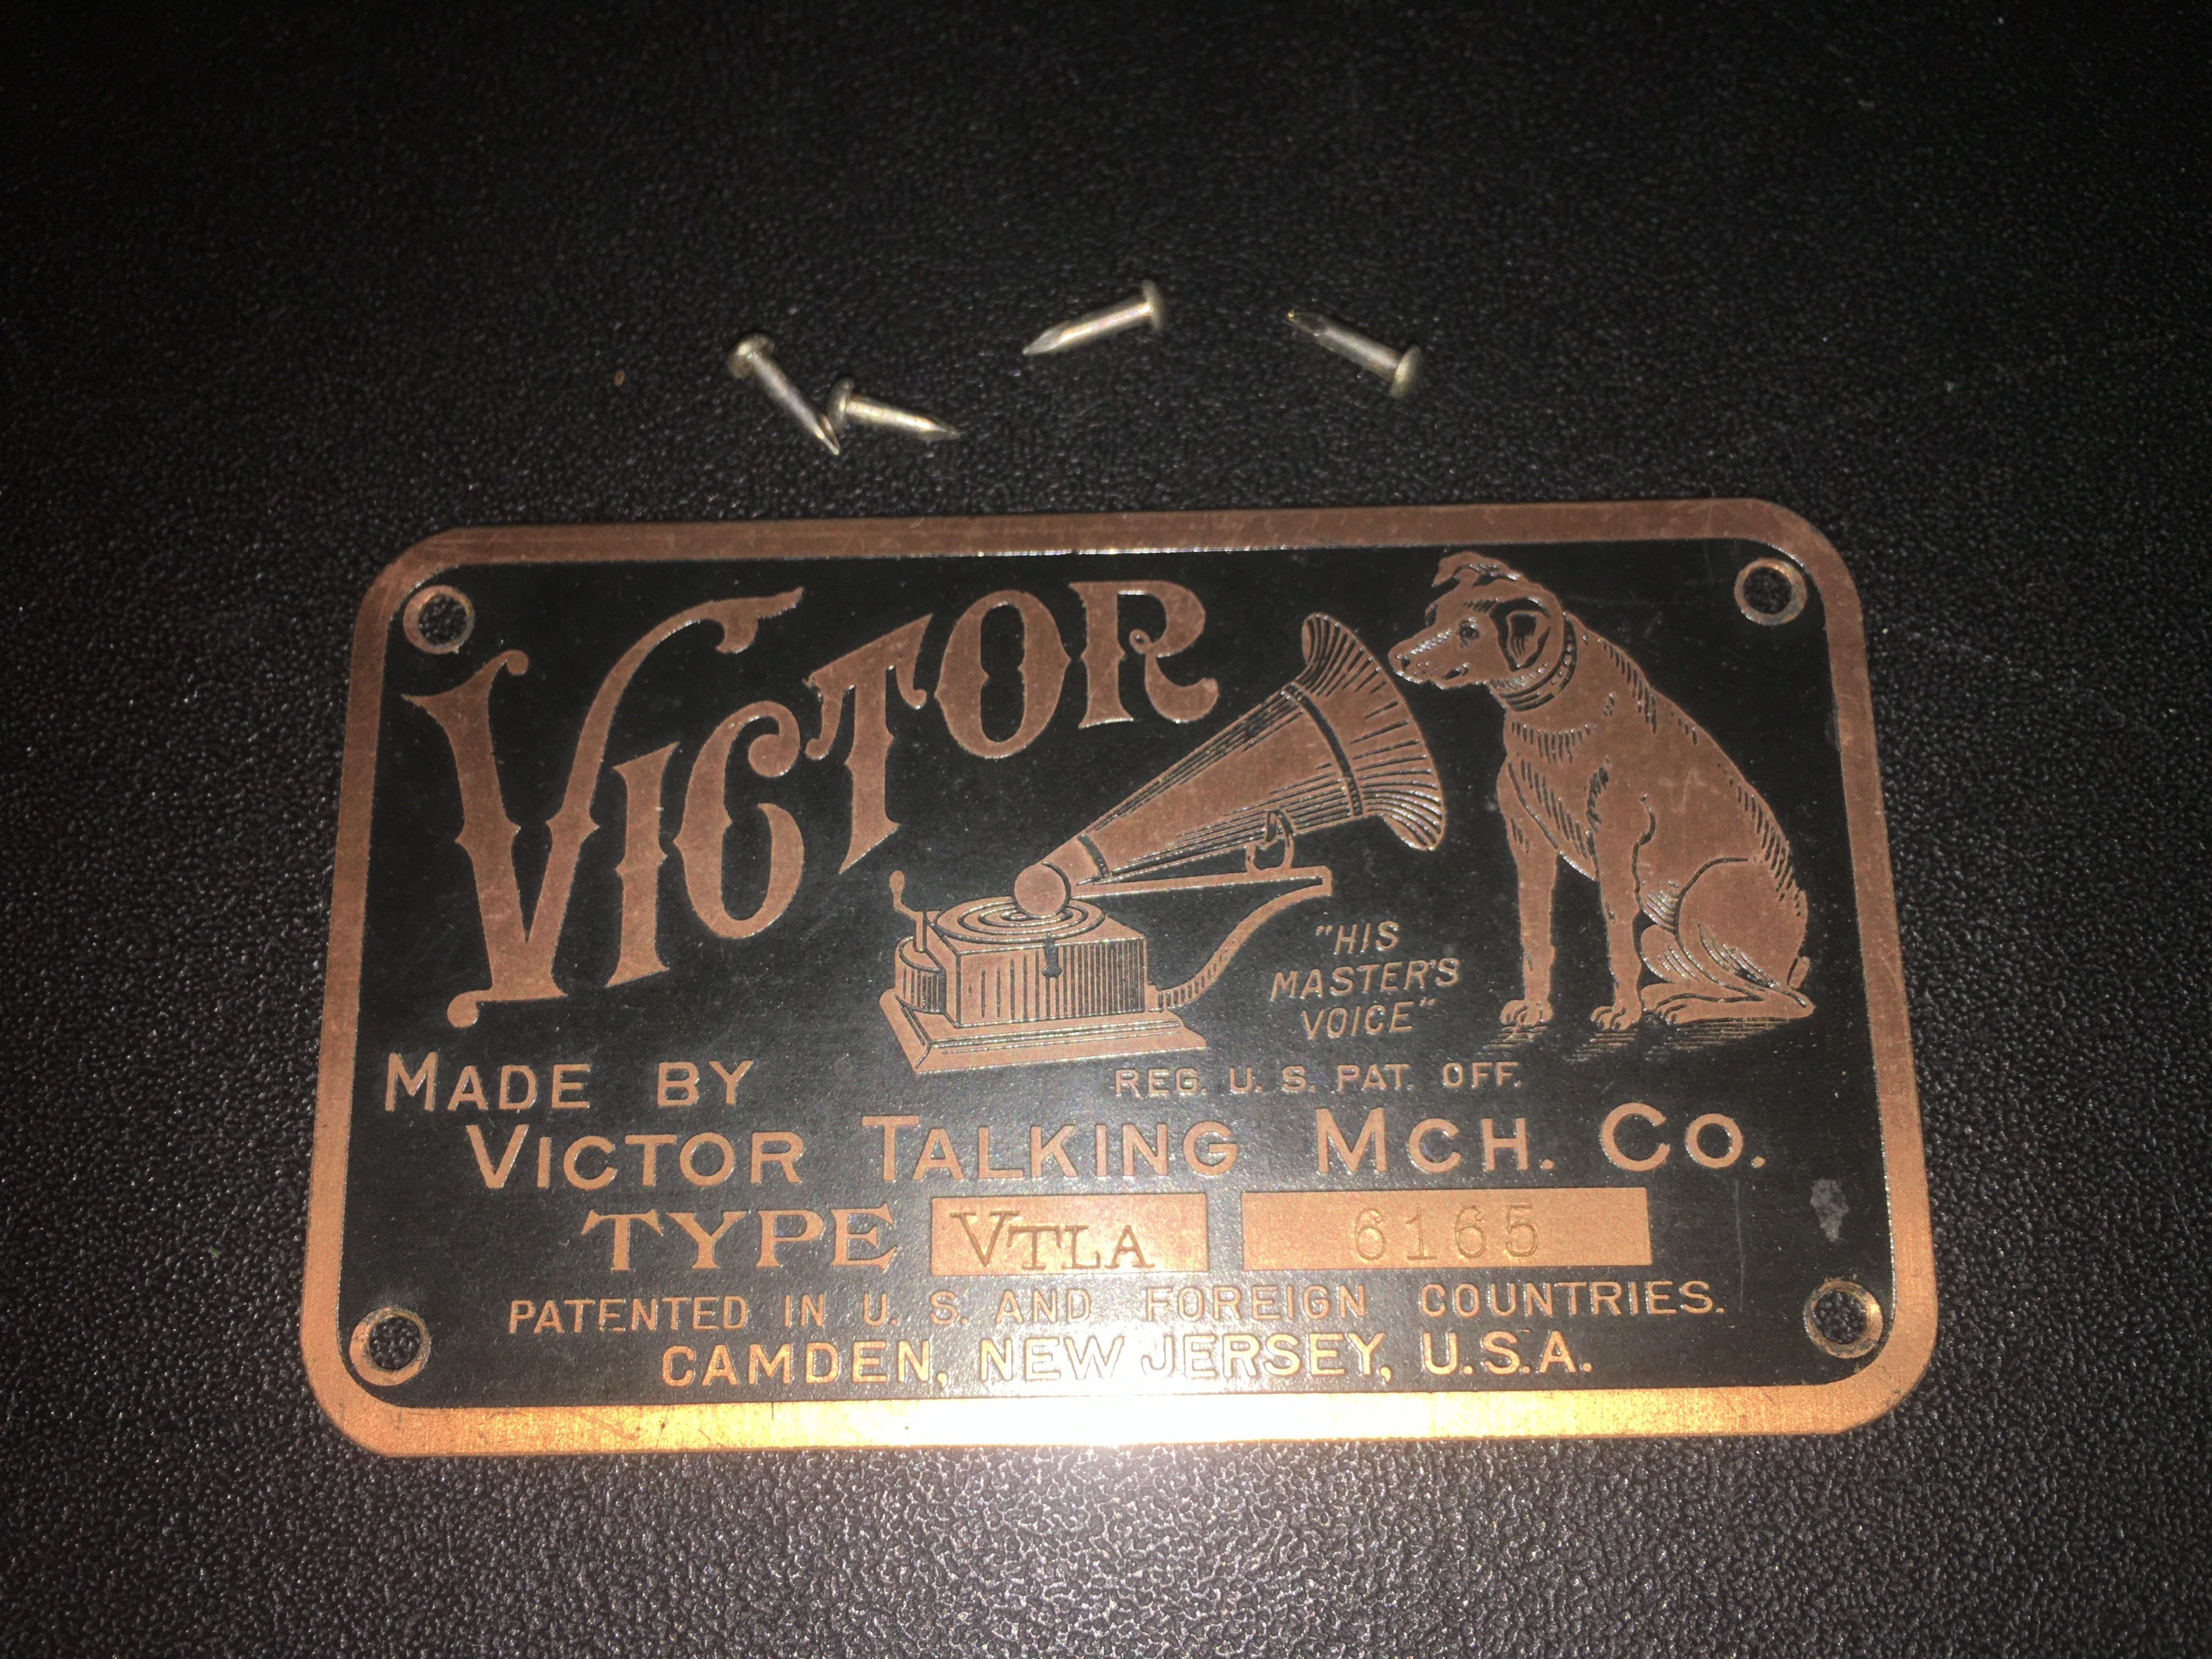 VICTOR
"HIS
MASTER'S
VOICE"
MADE BY
REG. U. S. PAT. OFF.
VICTOR TALKING MCH. CO.
TYPE VTLA 6165
PATENTED IN U. S. AND FOREIGN COUNTRIES.
CAMDEN, NEW JERSEY, U.S.A.